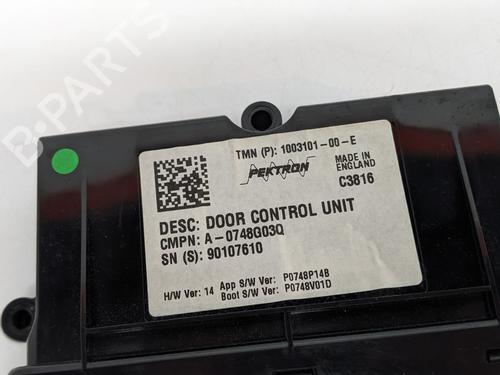 TMN (P): 1003101-00-E
PEKTRON
MADE IN
ENGLAND
C3816
DESC: DOOR CONTROL UNIT
CMPN: A-0748G03Q
SN (S): 90107610
H/W Ver: 14 App S/W Ver: P0748P14B
Boot S/W Ver: P0748V01D